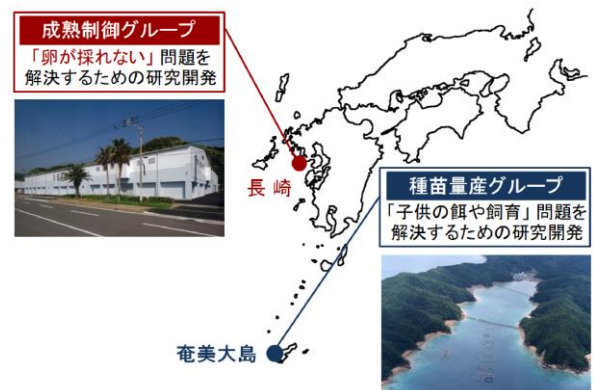 成熟制御グループ
「卵が採れない」問題を
解決するための研究開発
長崎
種苗量産グループ
「子供の餌や飼育」問題を
解決するための研究開発
奄美大島